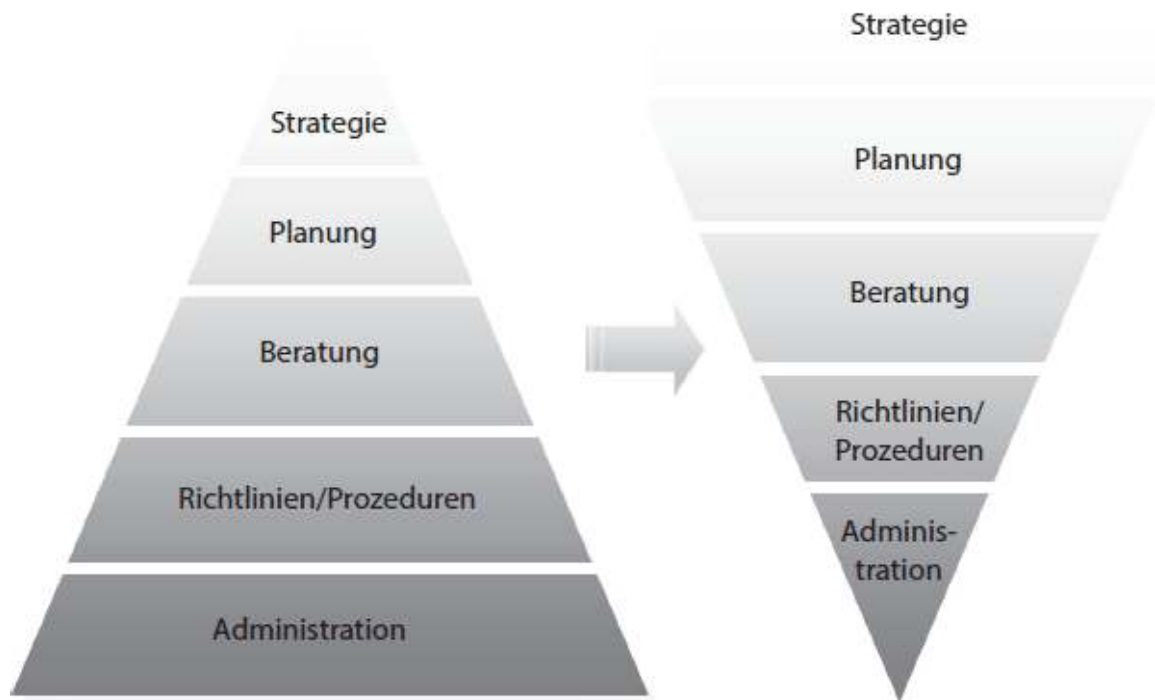 Strategie
Planung
Beratung
Richtlinien/Prozeduren
Administration
Strategie
Planung
Beratung
Richtlinien/
Prozeduren
Adminis-
tration